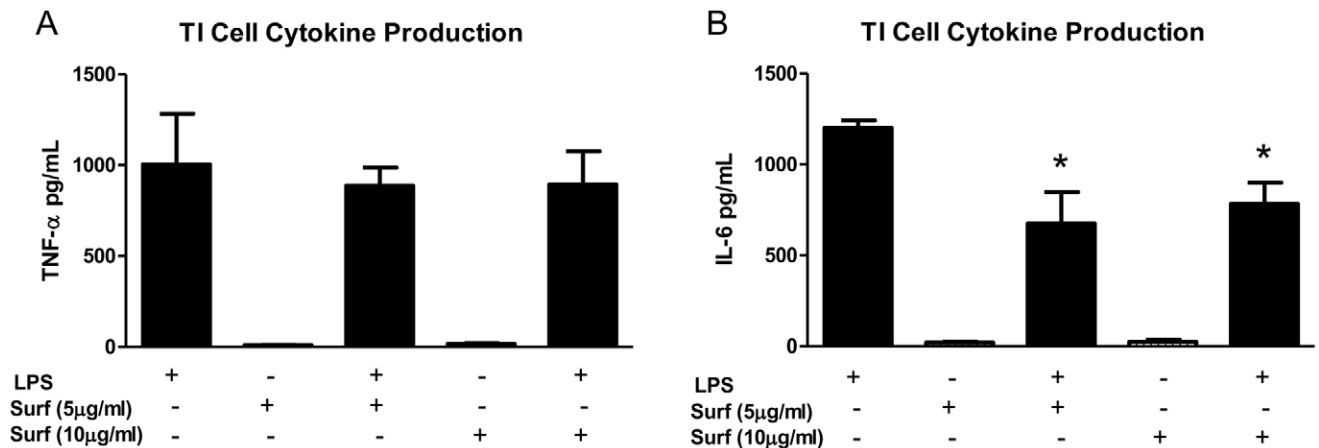 A
TI Cell Cytokine Production
1500
1000
500
0
TNF-α pg/mL
LPS + - + - +
Surf (5µg/ml) - + + - -
Surf (10µg/ml) - - - + +
B
TI Cell Cytokine Production
1500
1000
500
0
IL-6 pg/mL
* *
LPS + - + - +
Surf (5µg/ml) - + + - -
Surf (10µg/ml) - - - + +